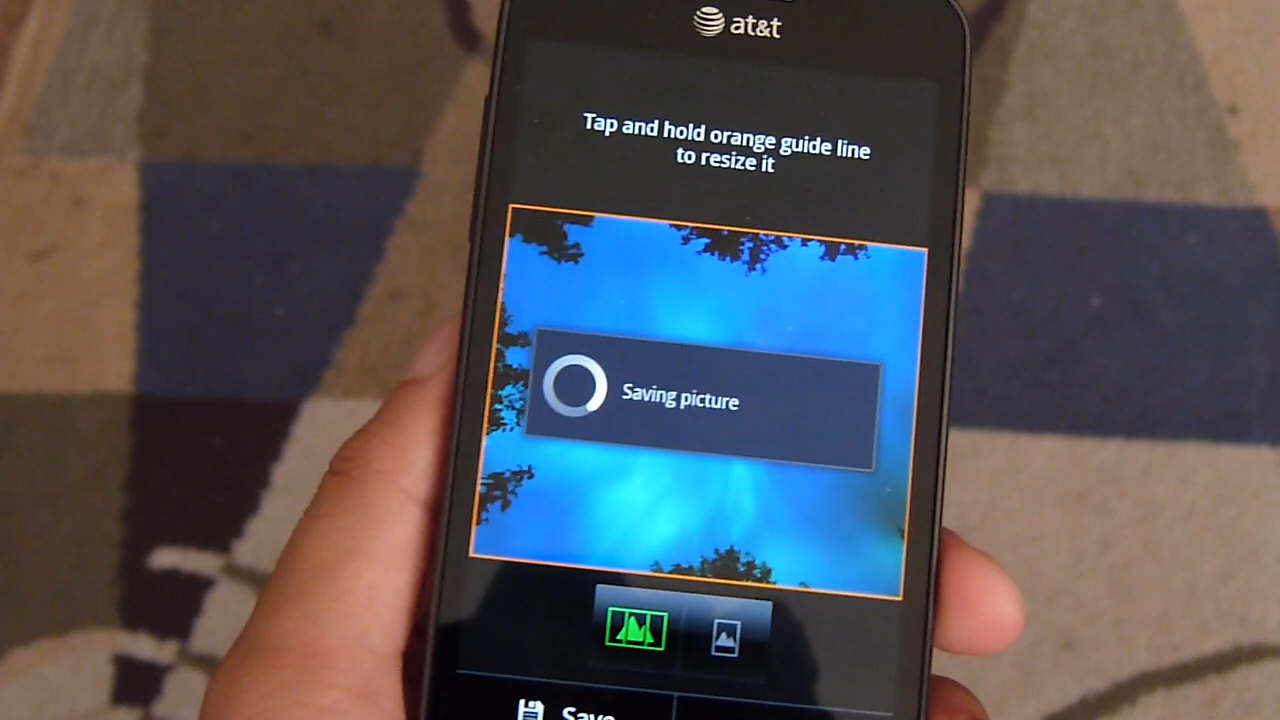 at&t
Tap and hold orange guide line
to resize it
Saving picture
Save